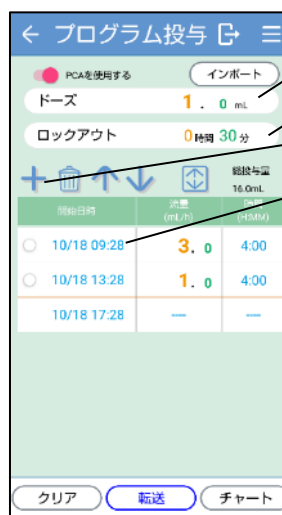 プログラム投与
PCAを使用する
インポート
ドーズ 1. 0 mL
ロックアウト 0時間 30分
総投与量
16.0mL
開始日時 流量 (mL/h) 時間 (H:MM)
10/18 09:28 3. 0 4:00
10/18 13:28 1. 0 4:00
10/18 17:28 ---- ----
クリア 転送 チャート